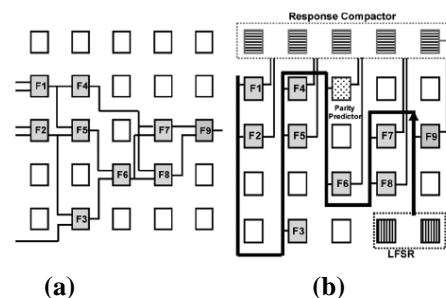 Response Compactor
F1 F4
F2 F5 F7 F9
F6 F8
F3
F1 F4 Parity Predictor
F2 F5 F7 F9
F6 F8
F3
LFSR
(a) (b)